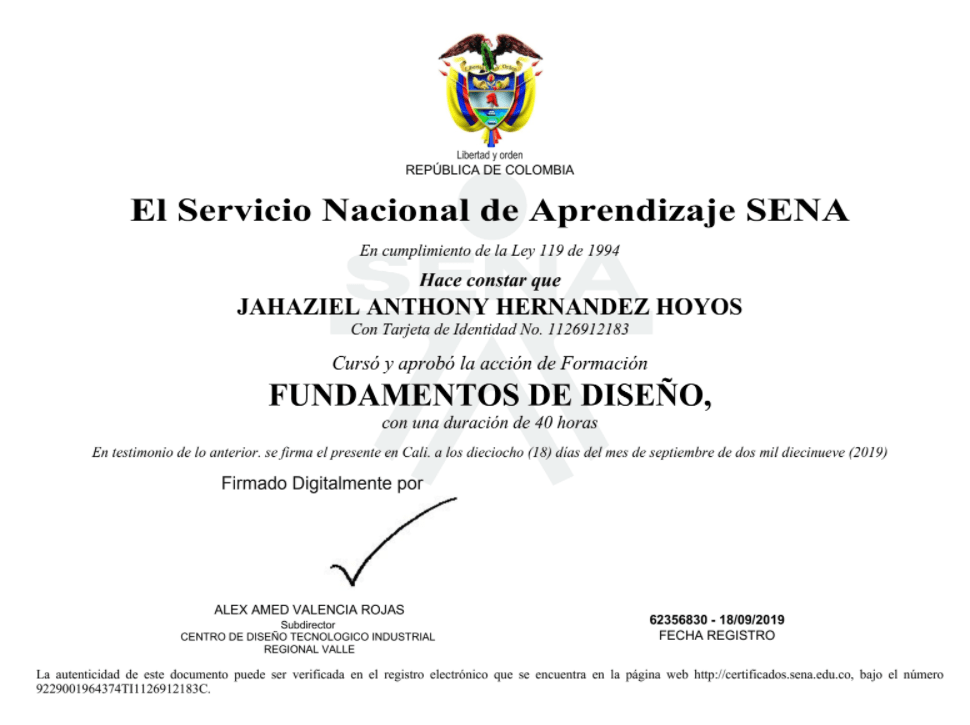 Libertad y orden
REPÚBLICA DE COLOMBIA
El Servicio Nacional de Aprendizaje SENA
En cumplimiento de la Ley 119 de 1994
SENA
Hace constar que
JAHAZIEL ANTHONY HERNANDEZ HOYOS
Con Tarjeta de Identidad No. 1126912183
Cursó y aprobó la acción de Formación
FUNDAMENTOS DE DISEÑO,
con una duración de 40 horas
En testimonio de lo anterior. se firma el presente en Cali. a los dieciocho (18) días del mes de septiembre de dos mil diecinueve (2019)
Firmado Digitalmente por
ALEX AMED VALENCIA ROJAS
Subdirector
CENTRO DE DISEÑO TECNOLOGICO INDUSTRIAL
REGIONAL VALLE
62356830 - 18/09/2019
FECHA REGISTRO
La autenticidad de este documento puede ser verificada en el registro electrónico que se encuentra en la página web http://certificados.sena.edu.co, bajo el número
9229001964374TI1126912183C.